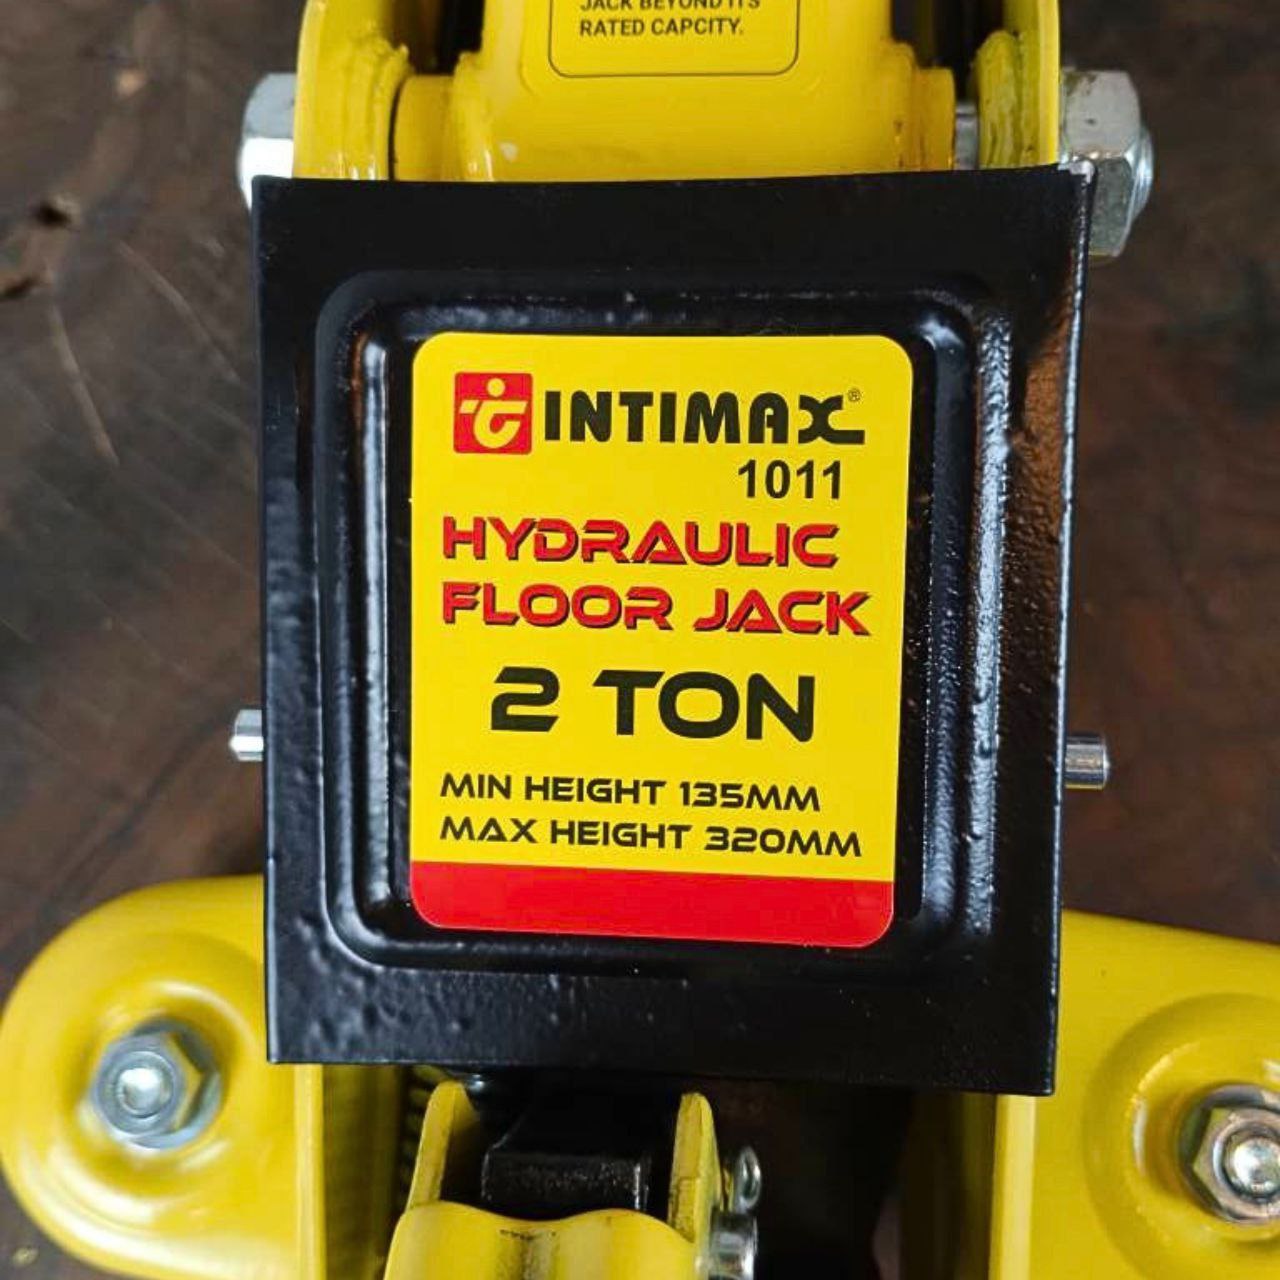 JACK BEYOND ITS
RATED CAPCITY.
INTIMAX®
1011
HYDRAULIC
FLOOR JACK
2 TON
MIN HEIGHT 135MM
MAX HEIGHT 320MM